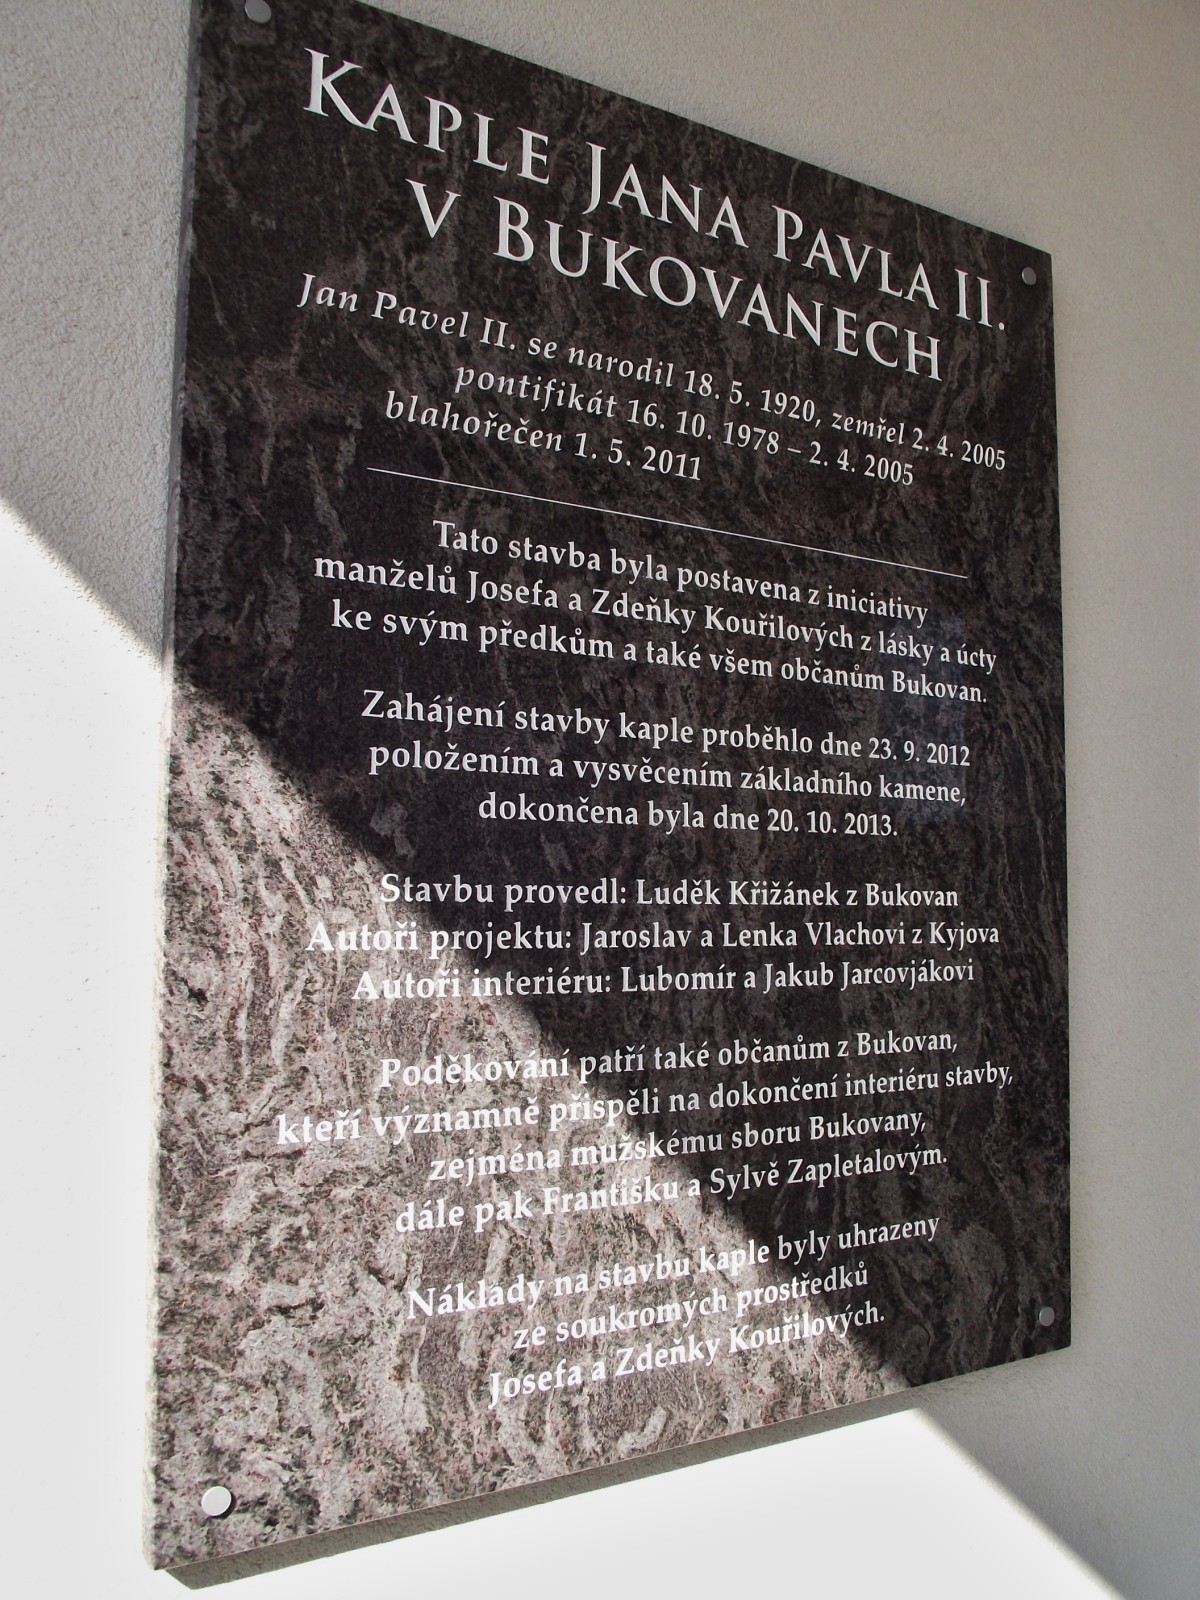 KAPLE JANA PAVLA II.
V BUKOVANECH
Jan Pavel II. se narodil 18. 5. 1920, zemřel 2. 4. 2005
pontifikát 16. 10. 1978 – 2. 4. 2005
blahořečen 1. 5. 2011
Tato stavba byla postavena z iniciativy
manželů Josefa a Zdeňky Kouřilových z lásky a úcty
ke svým předkům a také všem občanům Bukovan.
Zahájení stavby kaple proběhlo dne 23. 9. 2012
položením a vysvěcením základního kamene,
dokončena byla dne 20. 10. 2013.
Stavbu provedl: Luděk Křižánek z Bukovan
Autoři projektu: Jaroslav a Lenka Vlachovi z Kyjova
Autoři interiéru: Lubomír a Jakub Jarcovjákovi
Poděkování patří také občanům z Bukovan,
kteří významně přispěli na dokončení interiéru stavby,
zejména mužskému sboru Bukovany,
dále pak Františku a Sylvě Zapletalovým.
Náklady na stavbu kaple byly uhrazeny
ze soukromých prostředků
Josefa a Zdeňky Kouřilových.